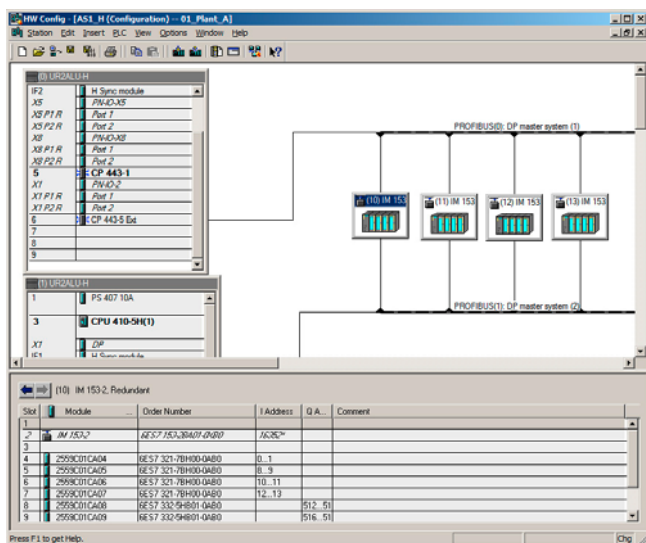 HW Config - [AS1_H (Configuration) -- 01_Plant_A]
Station Edit Insert PLC View Options Window Help
(0) UR2ALU-H
IF2 H Sync module
X5 PN-IO-X5
X5 P1 R Port 1
X5 P2 R Port 2
X8 PN-IO-X8
X8 P1 R Port 1
X8 P2 R Port 2
5 CP 443-1
X1 PN-IO-2
X1 P1 R Port 1
X1 P2 R Port 2
6 CP 443-5 Ext
7
8
9
PROFIBUS(0): DP master system (1)
(10) IM 153
(11) IM 153
(12) IM 153
(13) IM 153
(1) UR2ALU-H
1 PS 407 10A
3 CPU 410-5H(1)
X1 DP
IF1 H Sync module
PROFIBUS(1): DP master system (2)
(10) IM 153-2, Redundant
Slot Module ... Order Number I Address Q A... Comment
1
2 IM 153-2 6ES7 153-2BA01-0XB0 16352*
3
4 2559C01CA04 6ES7 321-7BH00-0AB0 0...1
5 2559C01CA05 6ES7 321-7BH00-0AB0 8...9
6 2559C01CA06 6ES7 321-7BH00-0AB0 10...11
7 2559C01CA07 6ES7 321-7BH00-0AB0 12...13
8 2559C01CA08 6ES7 332-5HB01-0AB0 512...51
9 2559C01CA09 6ES7 332-5HB01-0AB0 516...51
Press F1 to get Help.
Chg